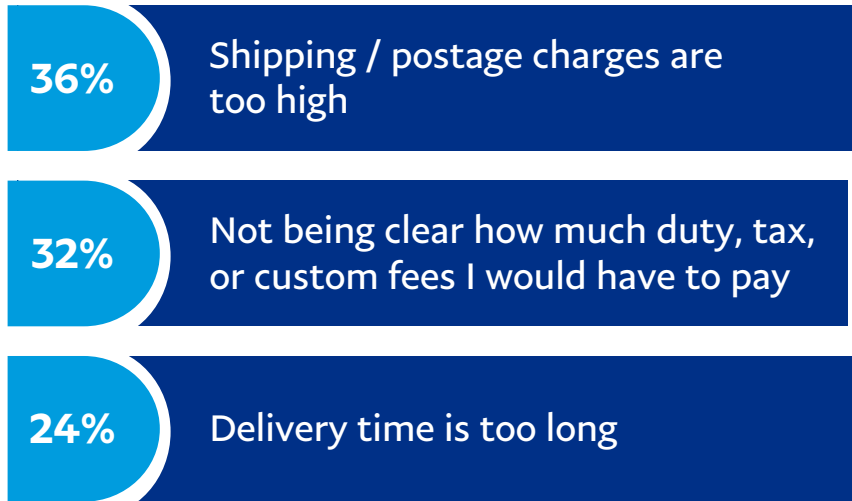 36%
Shipping / postage charges are
too high
32%
Not being clear how much duty, tax,
or custom fees I would have to pay
24%
Delivery time is too long